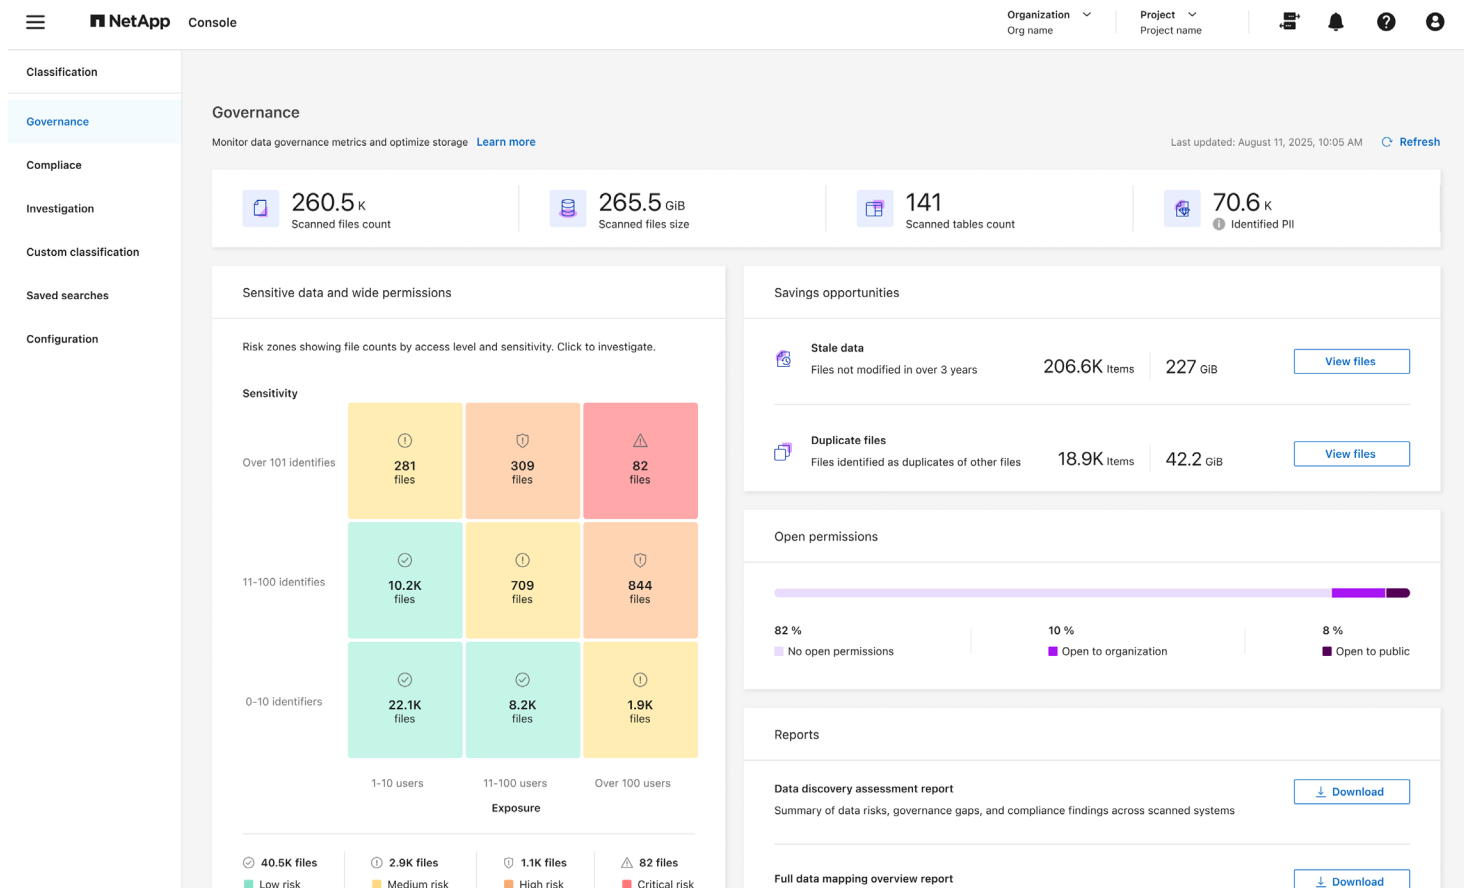 NetApp Console
Organization
Org name
Project
Project name
Classification
Governance
Compliace
Investigation
Custom classification
Saved searches
Configuration
Governance
Monitor data governance metrics and optimize storage Learn more
Last updated: August 11, 2025, 10:05 AM Refresh
260.5 K
Scanned files count
265.5 GiB
Scanned files size
141
Scanned tables count
70.6 K
Identified PII
Sensitive data and wide permissions
Risk zones showing file counts by access level and sensitivity. Click to investigate.
Sensitivity
Over 101 identifies
281
files
309
files
82
files
11-100 identifies
10.2K
files
709
files
844
files
0-10 identifiers
22.1K
files
8.2K
files
1.9K
files
1-10 users
11-100 users
Over 100 users
Exposure
40.5K files
Low risk
2.9K files
Medium risk
1.1K files
High risk
82 files
Critical risk
Savings opportunities
Stale data
Files not modified in over 3 years
206.6K Items
227 GiB
View files
Duplicate files
Files identified as duplicates of other files
18.9K Items
42.2 GiB
View files
Open permissions
82 %
No open permissions
10 %
Open to organization
8 %
Open to public
Reports
Data discovery assessment report
Summary of data risks, governance gaps, and compliance findings across scanned systems
Download
Full data mapping overview report
Download